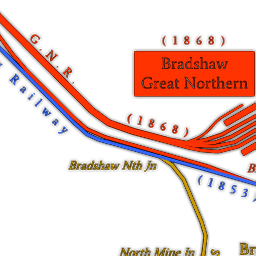 (1868)
Bradshaw
Great Northern
G.N.R.
Railway
(1868)
Bradshaw Nth Jn
(1853)
North Mine Jn